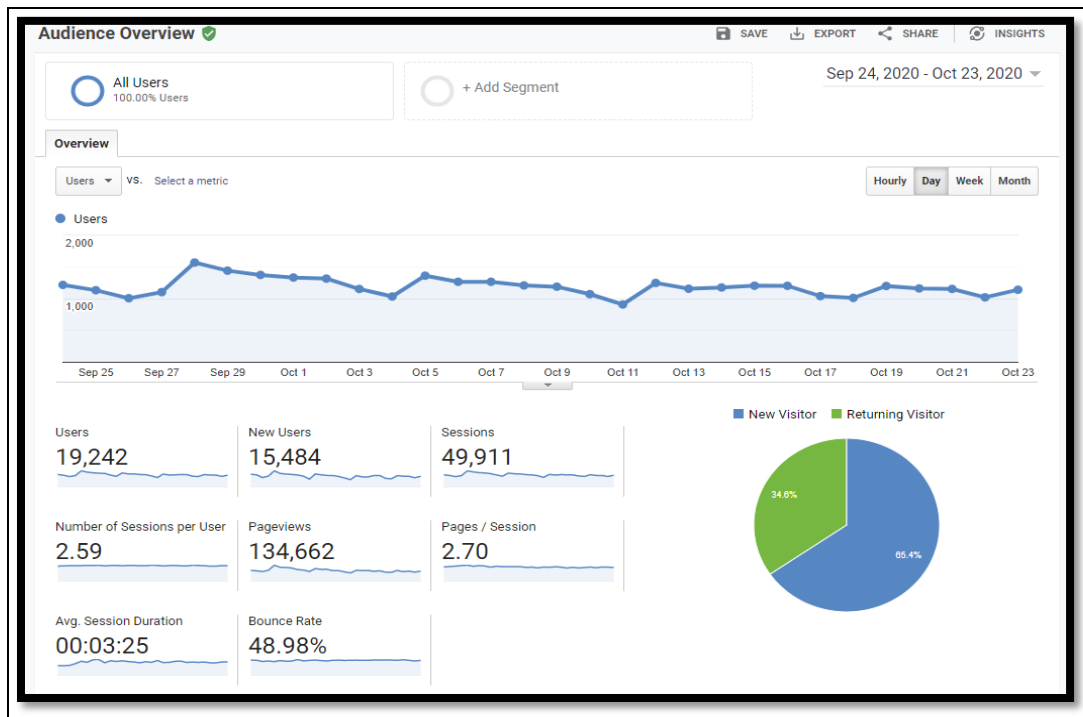 Audience Overview
SAVE EXPORT SHARE INSIGHTS
All Users
100.00% Users
+ Add Segment
Sep 24, 2020 - Oct 23, 2020
Overview
Users VS. Select a metric
Hourly Day Week Month
Users
2,000
1,000
Sep 25 Sep 27 Sep 29 Oct 1 Oct 3 Oct 5 Oct 7 Oct 9 Oct 11 Oct 13 Oct 15 Oct 17 Oct 19 Oct 21 Oct 23
New Visitor Returning Visitor
Users New Users Sessions
19,242 15,484 49,911
34.6%
65.4%
Number of Sessions per User Pageviews Pages / Session
2.59 134,662 2.70
Avg. Session Duration Bounce Rate
00:03:25 48.98%